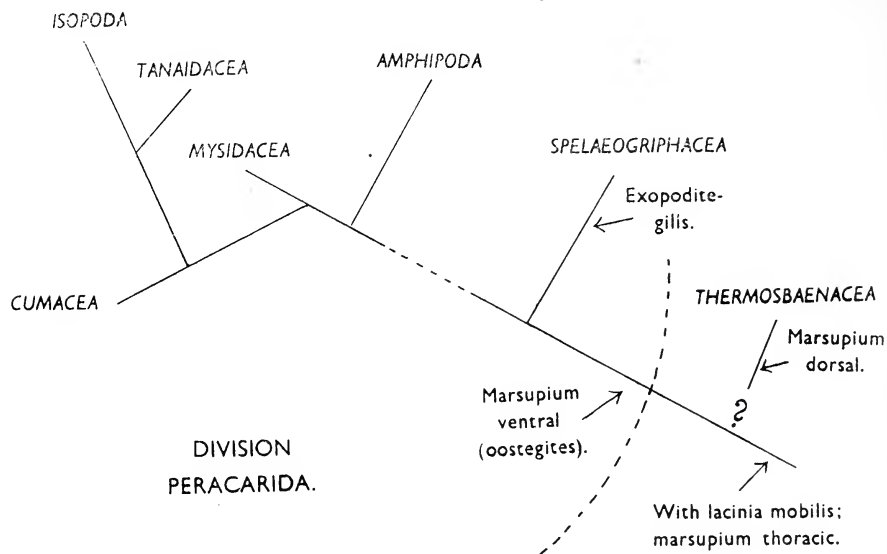 ISOPODA
TANAIDACEA
AMPHIPODA
MYSIDACEA
SPELAEOGRIPHACEA
Exopodite-
gilis.
CUMACEA
THERMOSBAENACEA
Marsupium
dorsal.
Marsupium
ventral
(oostegites).
?
DIVISION
PERACARIDA.
With lacinia mobilis;
marsupium thoracic.